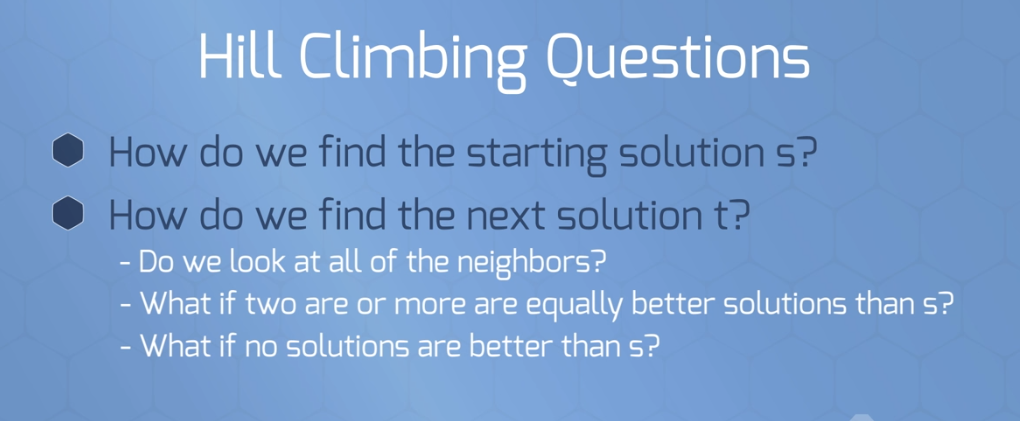 Hill Climbing Questions
How do we find the starting solution s?
How do we find the next solution t?
- Do we look at all of the neighbors?
- What if two are or more are equally better solutions than s?
- What if no solutions are better than s?